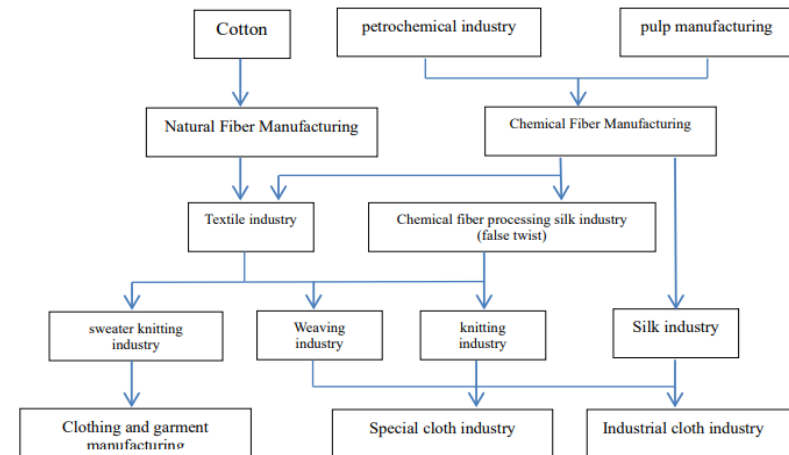 Cotton
petrochemical industry
pulp manufacturing
Natural Fiber Manufacturing
Chemical Fiber Manufacturing
Textile industry
Chemical fiber processing silk industry
(false twist)
sweater knitting
industry
Weaving
industry
knitting
industry
Silk industry
Clothing and garment
manufacturing
Special cloth industry
Industrial cloth industry